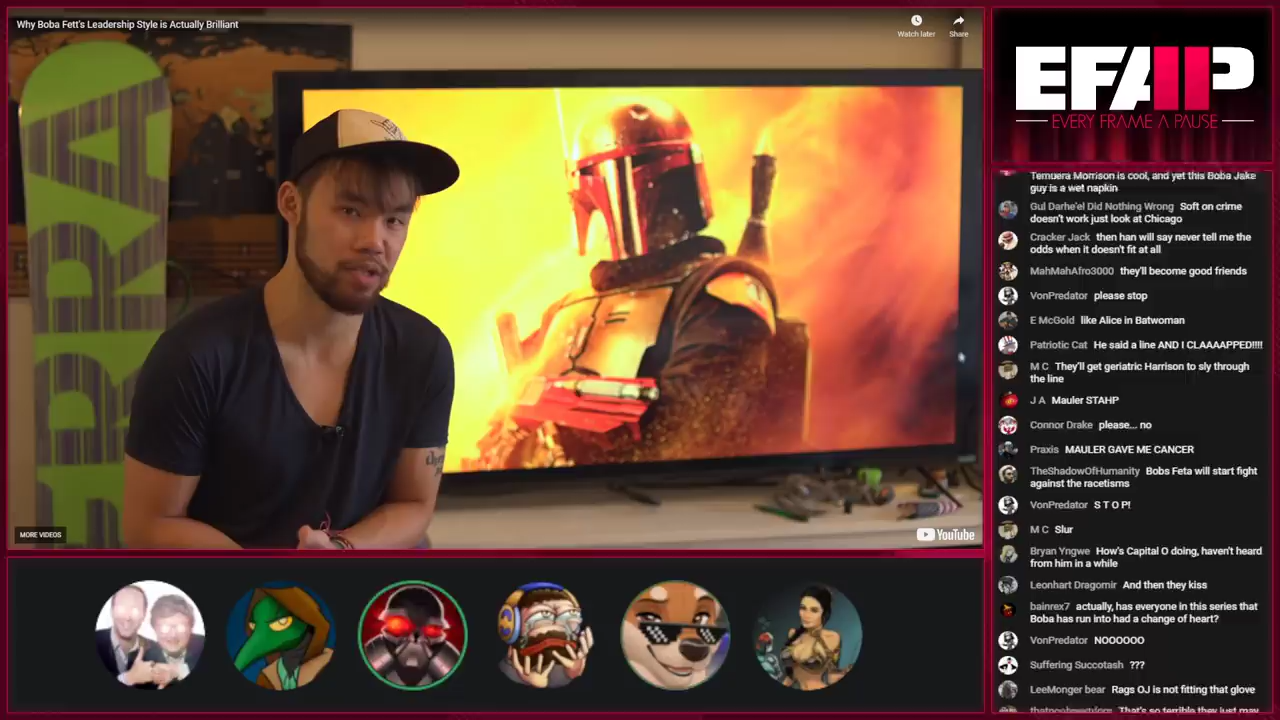 Why Boba Fett's Leadership Style is Actually Brilliant
Watch later
Share
MORE VIDEOS
YouTube
EFAP
EVERY FRAME A PAUSE
Temuera Morrison is cool, and yet this Boba Jake
guy is a wet napkin
Gul Darhe'el Did Nothing Wrong Soft on crime
doesn't work just look at Chicago
Cracker Jack then han will say never tell me the
odds when it doesn't fit at all
MahMahAfro3000 they'll become good friends
VonPredator please stop
E McGold like Alice in Batwoman
Patriotic Cat He said a line AND I CLAAAAPPED!!!!
M C They'll get geriatric Harrison to sly through
the line
J A Mauler STAHP
Connor Drake please... no
Praxis MAULER GAVE ME CANCER
TheShadowOfHumanity Bobs Feta will start fight
against the racetisms
VonPredator S T O P!
M C Slur
Bryan Yngwe How's Capital O doing, haven't heard
from him in a while
Leonhart Dragomir And then they kiss
bainrex7 actually, has everyone in this series that
Boba has run into had a change of heart?
VonPredator NOOOOOO
Suffering Succotash ???
LeeMonger bear Rags OJ is not fitting that glove
That's so terrible they just may